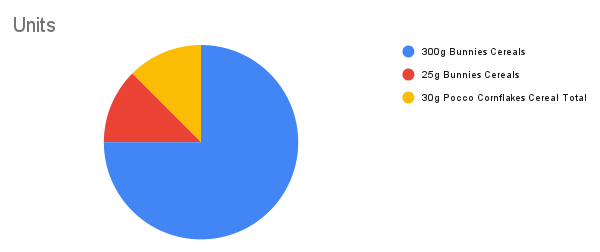 Units
300g Bunnies Cereals
25g Bunnies Cereals
30g Pocco Cornflakes Cereal Total